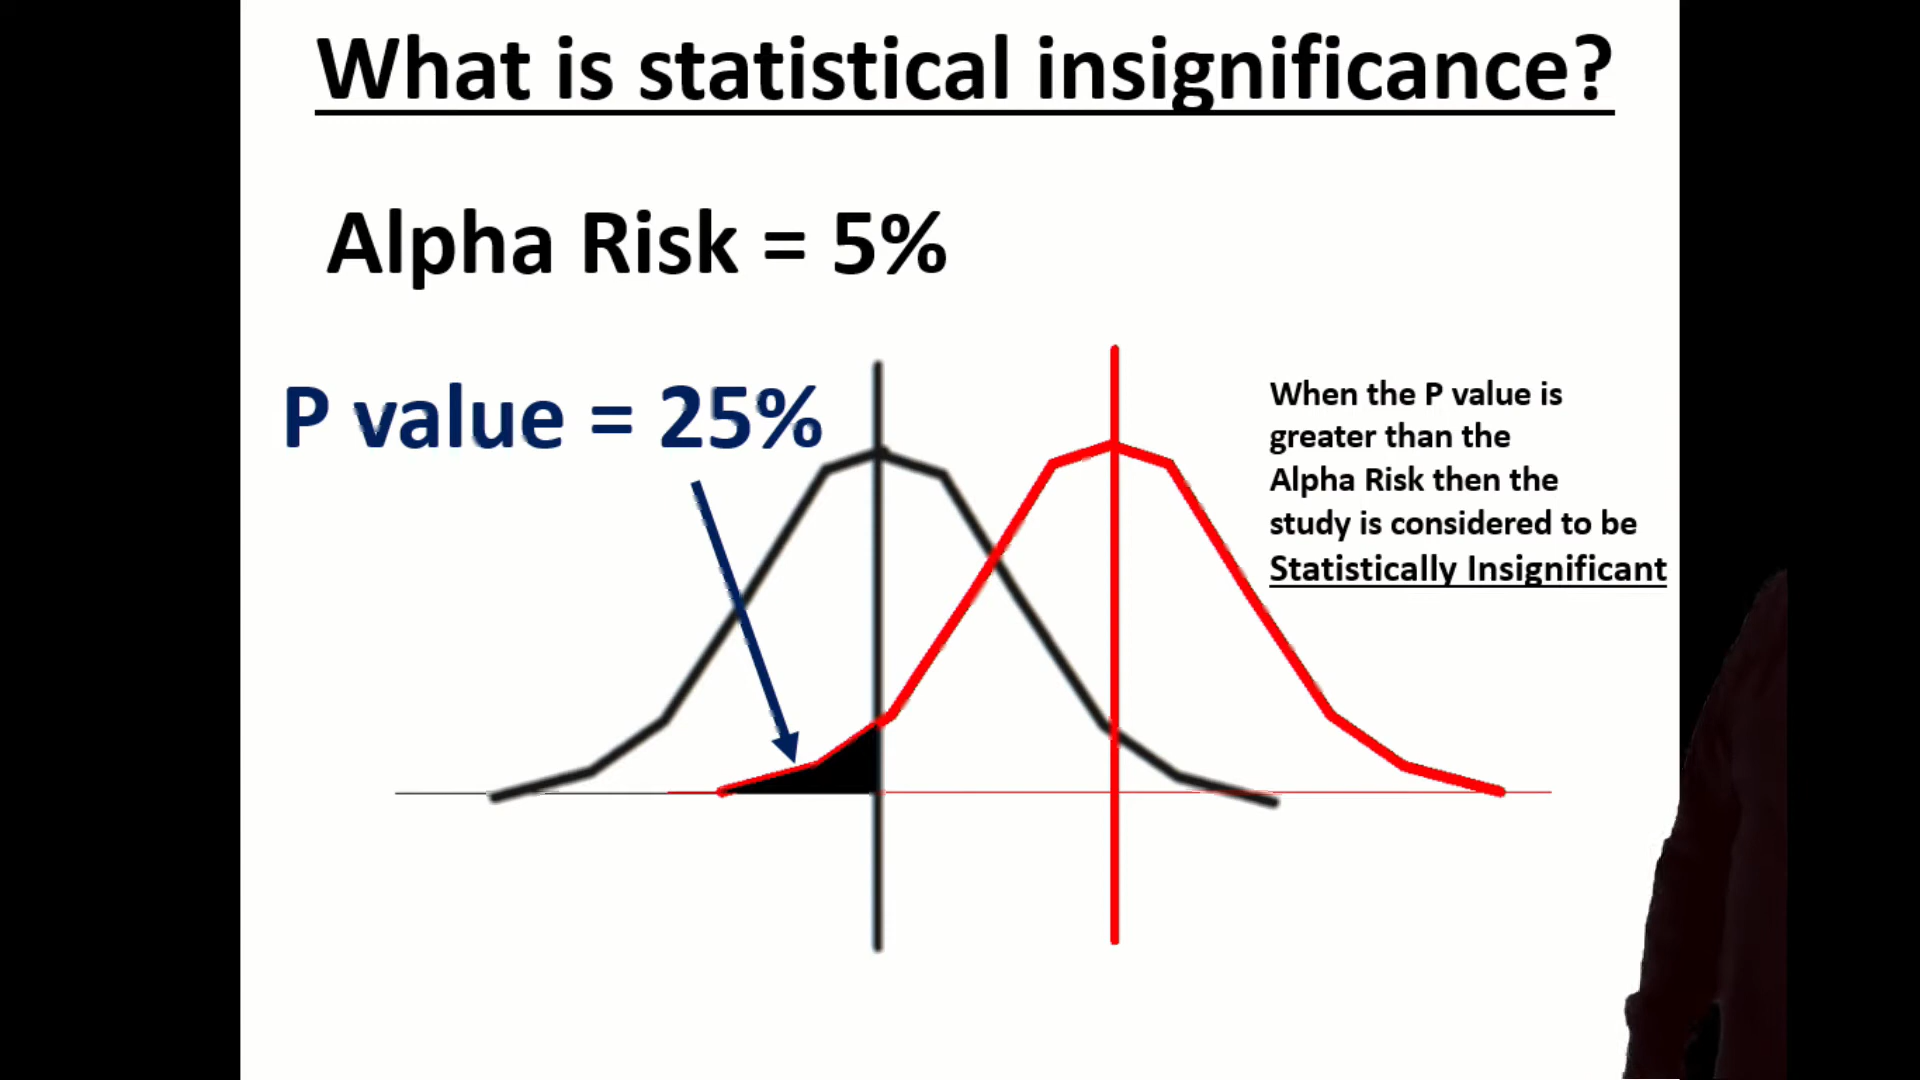 What is statistical insignificance?
Alpha Risk = 5%
P value = 25%
When the P value is
greater than the
Alpha Risk then the
study is considered to be
Statistically Insignificant